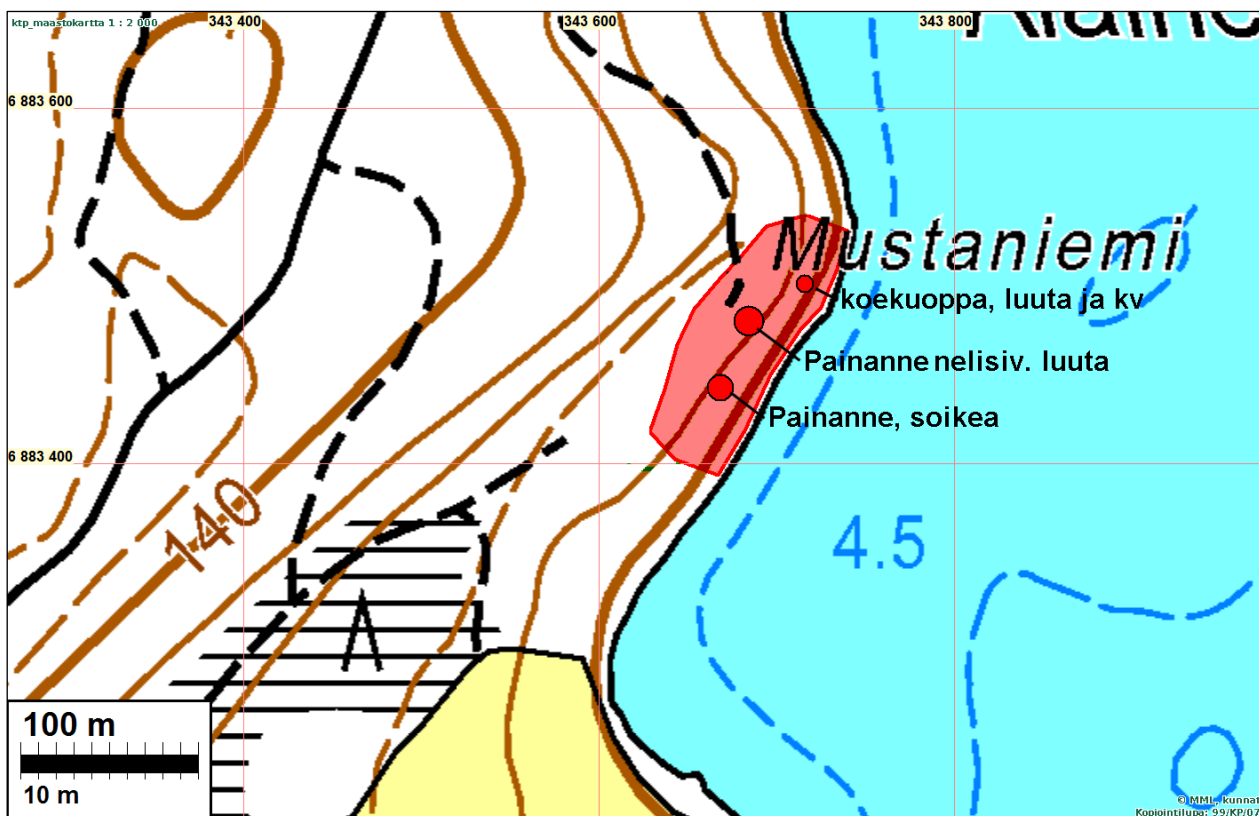 ktp_maastokartta 1 : 2 000
343 400
343 600
343 800
6 883 600
Mustaniemi
koekuoppa, luuta ja kv
Painanne nelisiv. luuta
Painanne, soikea
6 883 400
140
4.5
100 m
10 m
© MML, kunnat
Kopiointilupa: 99/KP/07